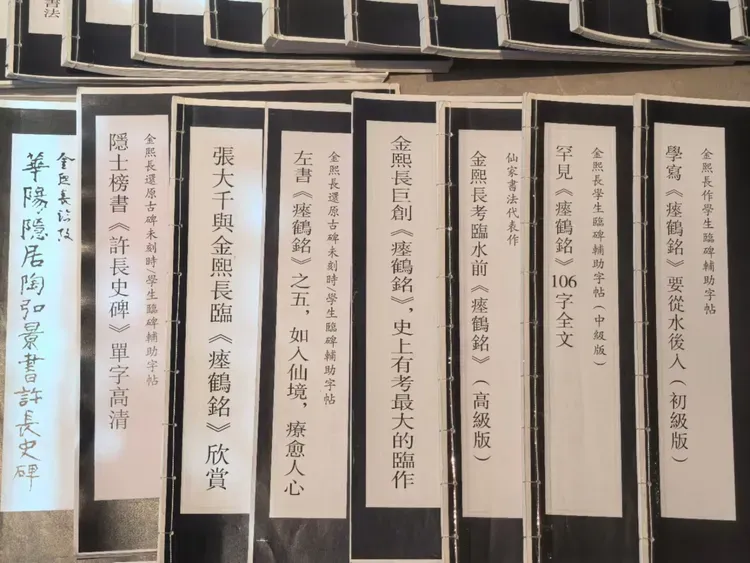 書法
金熙長作學生臨碑輔助字帖
學寫《瘞鶴銘》要從水後入（初級版）
金熙長學生臨碑輔助字帖（中級版）
罕見《瘞鶴銘》106字全文
仙家書法代表作
金熙長考臨水前《瘞鶴銘》（高級版）
金熙長巨創《瘞鶴銘》，史上有考最大的臨作
金熙長還原古碑未刻時/學生臨碑輔助字帖
左書《瘞鶴銘》之五，如入仙境，療愈人心
張大千與金熙長臨《瘞鶴銘》欣賞
金熙長還原古碑未刻時/學生臨碑輔助字帖
隱士榜書《許長史碑》單字高清
金熙長
華陽隱居陶弘景書許長史碑